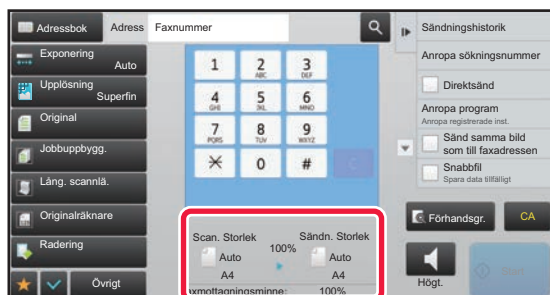 Adressbok
Adress
Faxnummer
Exponering
Auto
Upplösning
Superfin
Original
Jobbuppbygg.
Lång. scannlä.
Originalräknare
Radering
Övrigt
1
2
ABC
3
DEF
4
GHI
5
JKL
6
MNO
7
PQRS
8
TUV
9
WXYZ
0
#
C
Scan. Storlek
100%
Sändn. Storlek
Auto
Auto
A4
A4
axmottagningsminne:
100%
Sändningshistorik
Anropa sökningsnummer
Direktsänd
Anropa program
Anropa registrerade inst.
Sänd samma bild
som till faxadressen
Snabbfil
Spara data tillfälligt
Förhandsgr.
CA
Högt.
Start